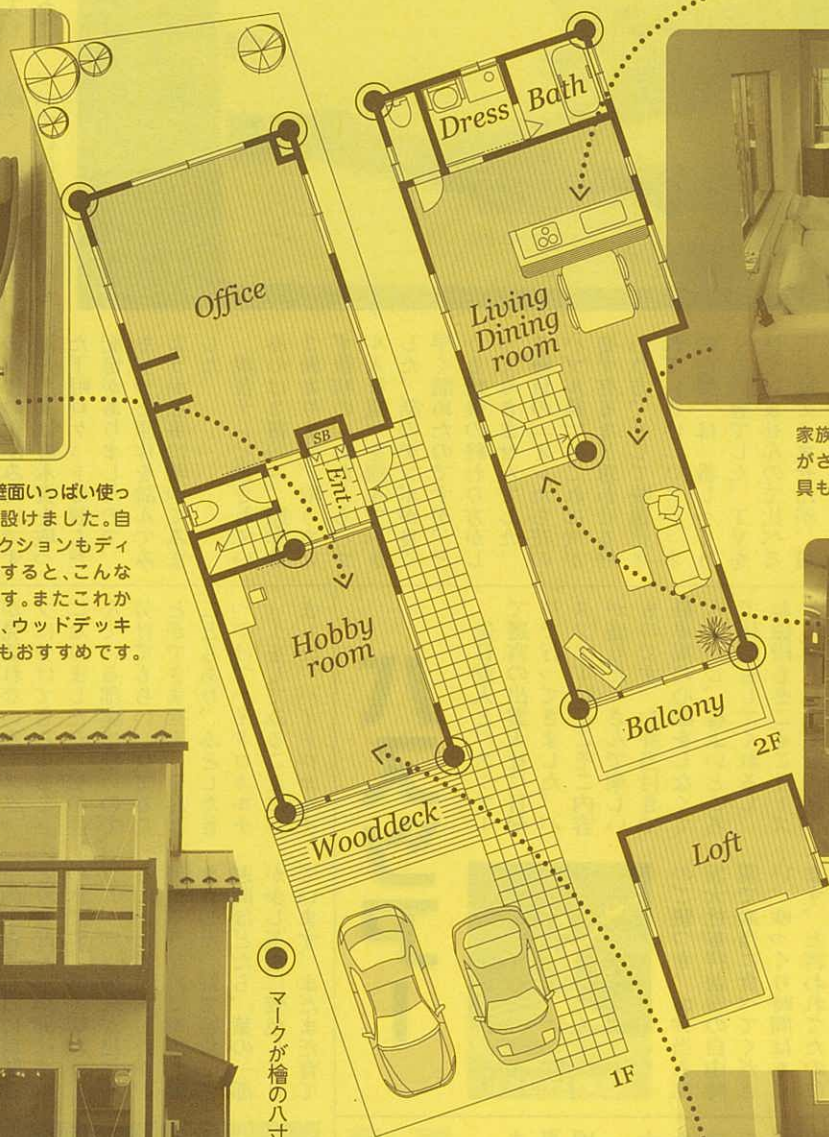 Dress
Bath
Office
Living
Dining
room
SB
Ent.
Hobby
room
Balcony
2F
Wooddeck
Loft
1F
壁面いっぱい使っ
設けました。自
クションもディ
すると、こんな
す。またこれか
、ウッドデッキ
もおすすめです。
家族
がさ
具も
マークが檜の八寸